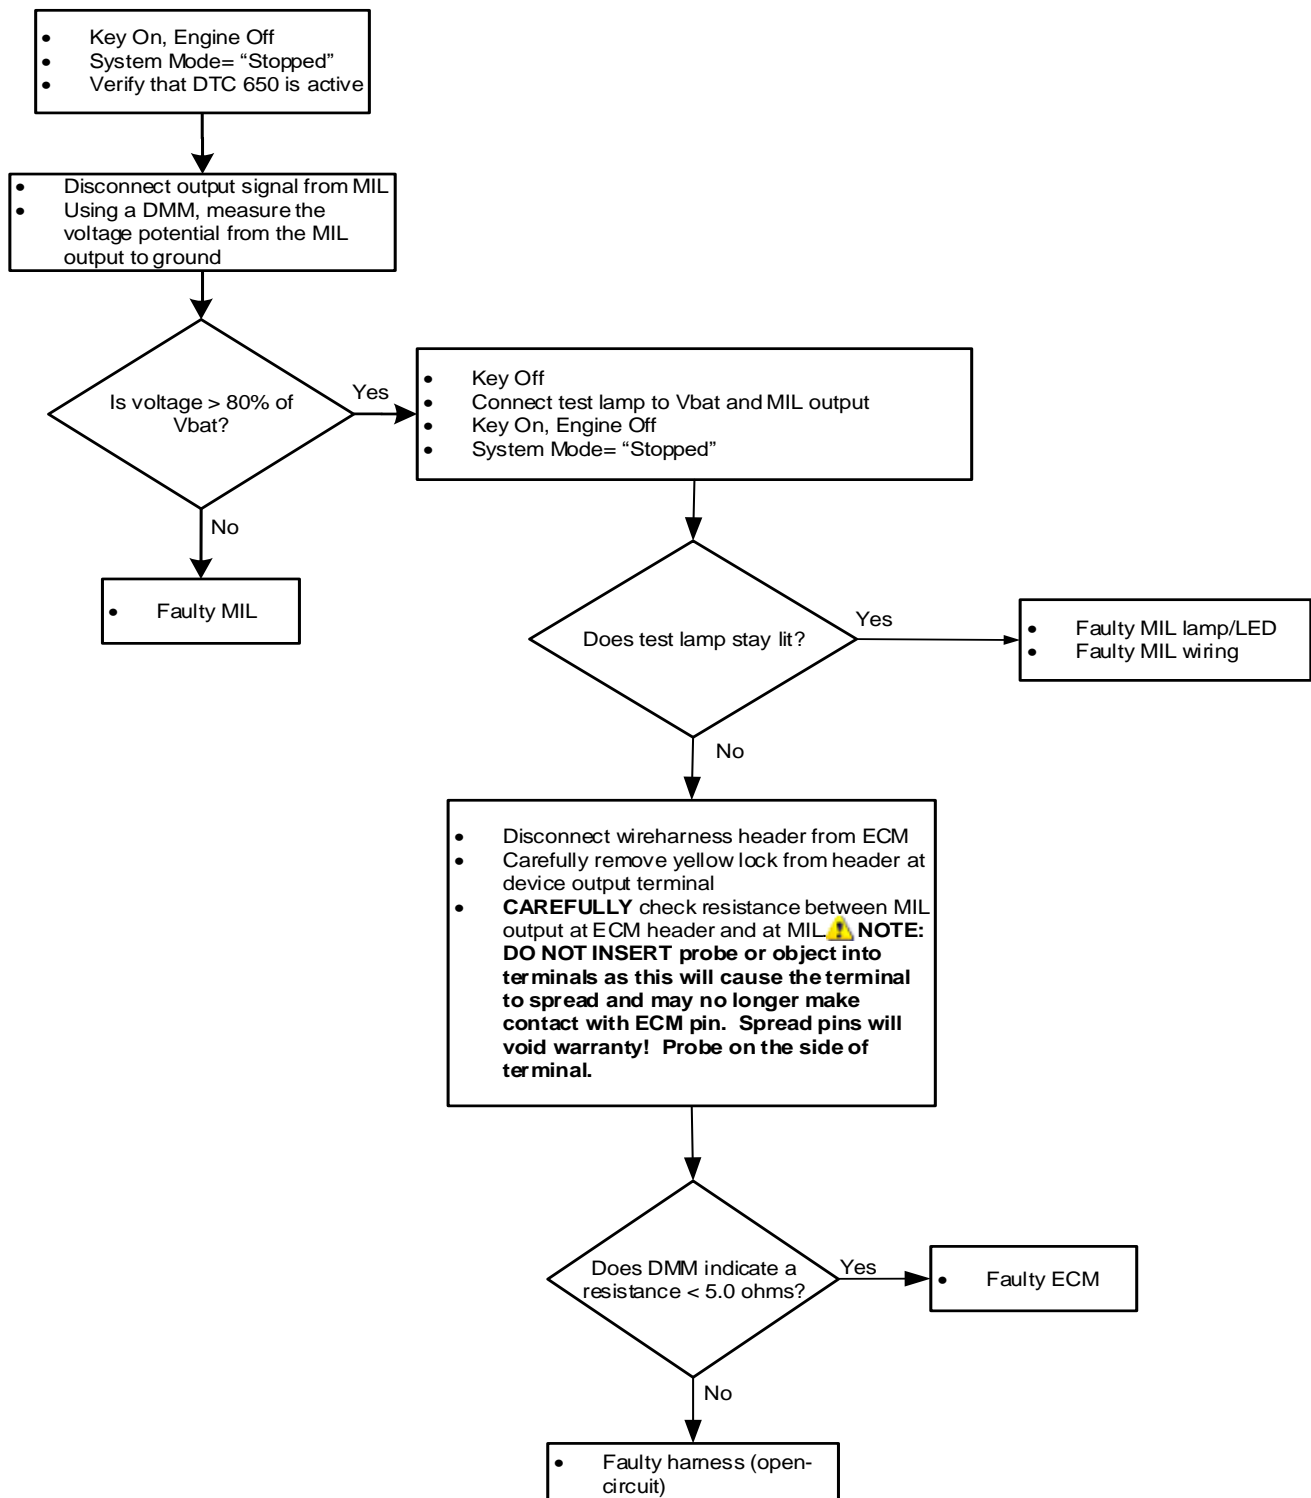 • Key On, Engine Off
• System Mode= “Stopped”
• Verify that DTC 650 is active
• Disconnect output signal from MIL
• Using a DMM, measure the
voltage potential from the MIL
output to ground
Is voltage > 80% of
Vbat?
Yes
No
• Faulty MIL
• Key Off
• Connect test lamp to Vbat and MIL output
• Key On, Engine Off
• System Mode= “Stopped”
Does test lamp stay lit?
Yes
• Faulty MIL lamp/LED
• Faulty MIL wiring
No
• Disconnect wireharness header from ECM
• Carefully remove yellow lock from header at
device output terminal
• CAREFULLY check resistance between MIL
output at ECM header and at MIL. NOTE:
DO NOT INSERT probe or object into
terminals as this will cause the terminal
to spread and may no longer make
contact with ECM pin. Spread pins will
void warranty! Probe on the side of
terminal.
Does DMM indicate a
resistance < 5.0 ohms?
Yes
• Faulty ECM
No
• Faulty harness (open-
circuit)